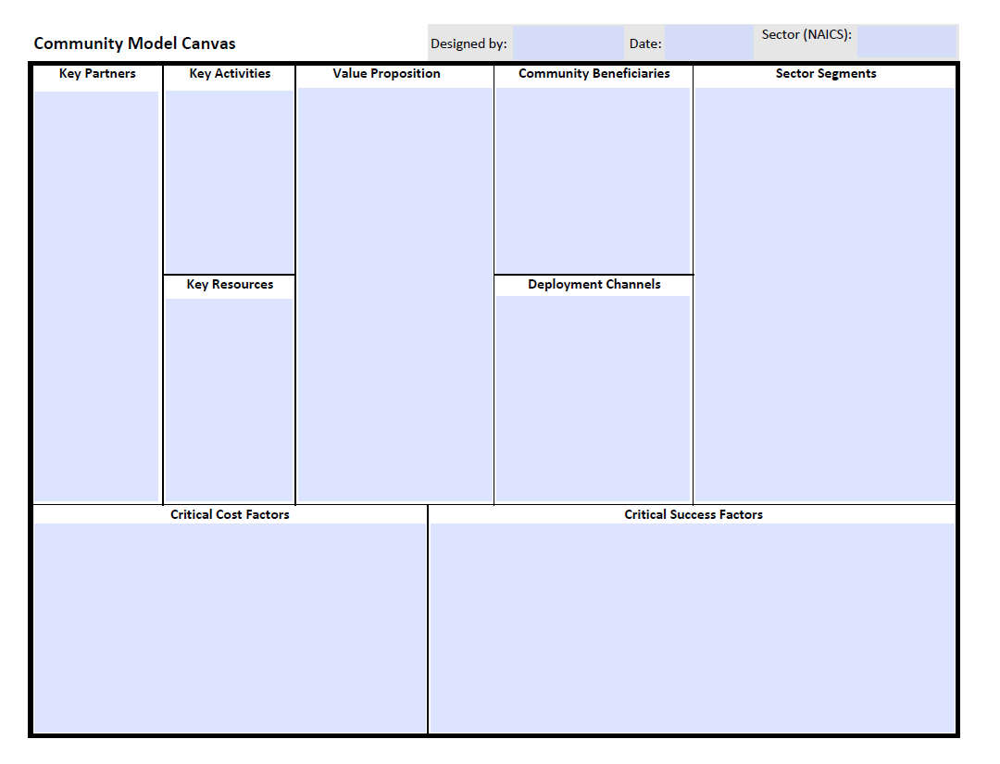 Community Model Canvas
Designed by:
Date:
Sector (NAICS):
Key Partners
Key Activities
Value Proposition
Community Beneficiaries
Sector Segments
Key Resources
Deployment Channels
Critical Cost Factors
Critical Success Factors